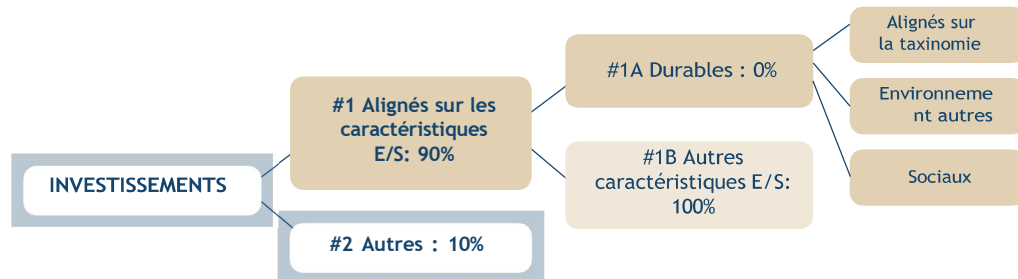 INVESTISSEMENTS
#1 Alignés sur les
caractéristiques
E/S: 90%
#2 Autres : 10%
#1A Durables : 0%
#1B Autres
caractéristiques E/S:
100%
Alignés sur
la taxinomie
Environneme
nt autres
Sociaux